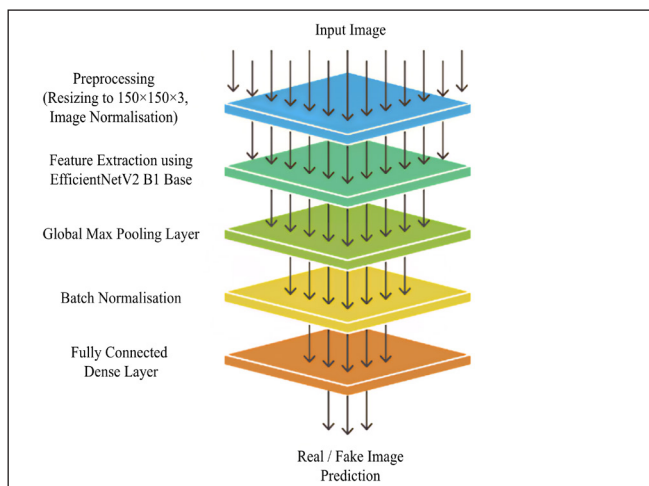 Input Image
Preprocessing
(Resizing to 150×150×3,
Image Normalisation)
Feature Extraction using
EfficientNetV2 B1 Base
Global Max Pooling Layer
Batch Normalisation
Fully Connected
Dense Layer
Real / Fake Image
Prediction